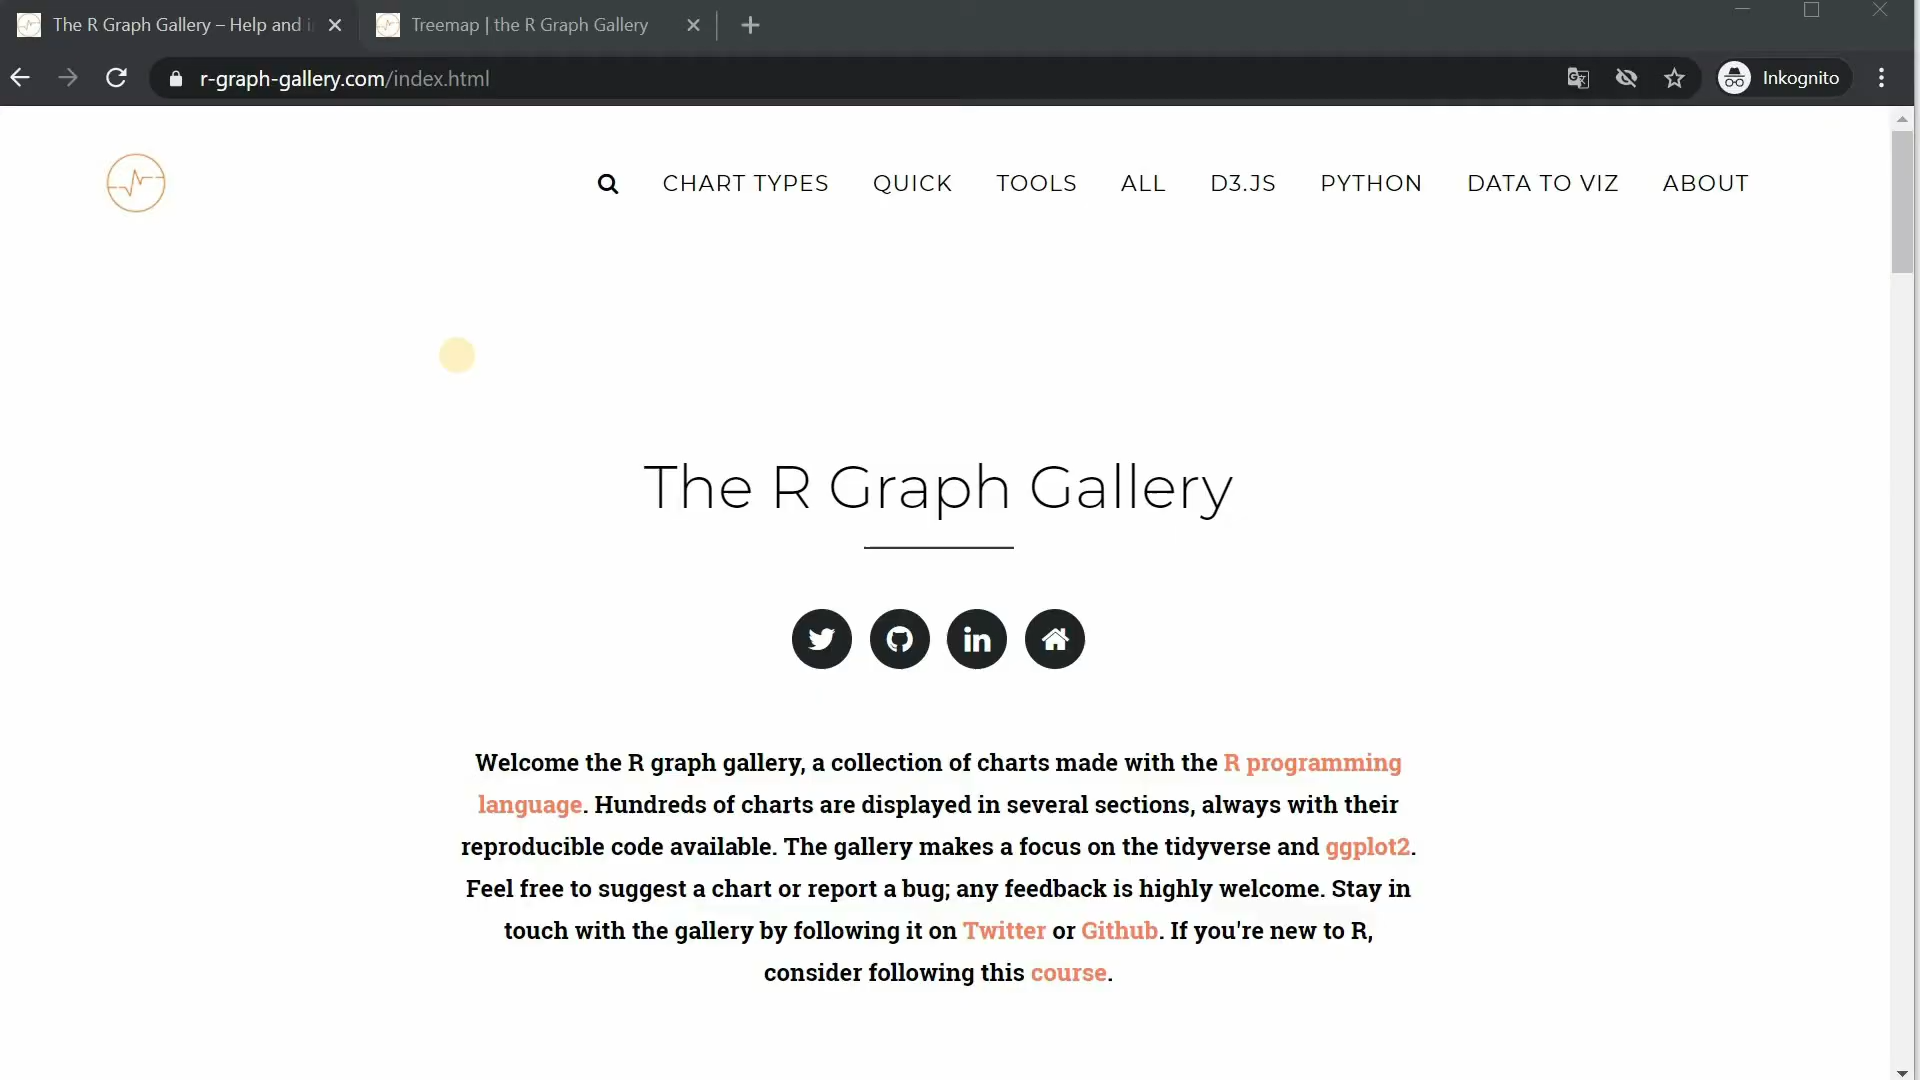 The R Graph Gallery – Help and i
Treemap | the R Graph Gallery
r-graph-gallery.com/index.html
Inkognito
CHART TYPES QUICK TOOLS ALL D3.JS PYTHON DATA TO VIZ ABOUT
The R Graph Gallery
Welcome the R graph gallery, a collection of charts made with the R programming
language. Hundreds of charts are displayed in several sections, always with their
reproducible code available. The gallery makes a focus on the tidyverse and ggplot2.
Feel free to suggest a chart or report a bug; any feedback is highly welcome. Stay in
touch with the gallery by following it on Twitter or Github. If you're new to R,
consider following this course.